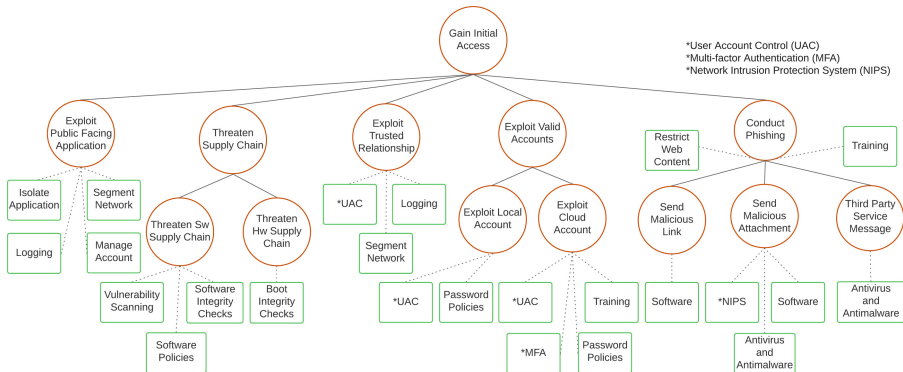 Gain Initial
Access
*User Account Control (UAC)
*Multi-factor Authentication (MFA)
*Network Intrusion Protection System (NIPS)
Exploit
Public Facing
Application
Threaten
Supply Chain
Exploit
Trusted
Relationship
Exploit Valid
Accounts
Restrict
Web
Content
Conduct
Phishing
Training
Isolate
Application
Segment
Network
Logging
Manage
Account
Threaten Sw
Supply Chain
Threaten
Hw Supply
Chain
*UAC
Logging
Segment
Network
Exploit Local
Account
Exploit
Cloud
Account
Send
Malicious
Link
Send
Malicious
Attachment
Third Party
Service
Message
Vulnerability
Scanning
Software
Integrity
Checks
Boot
Integrity
Checks
Software
Policies
*UAC
Password
Policies
*UAC
Training
*MFA
Password
Policies
Software
*NIPS
Software
Antivirus
and
Antimalware
Antivirus
and
Antimalware